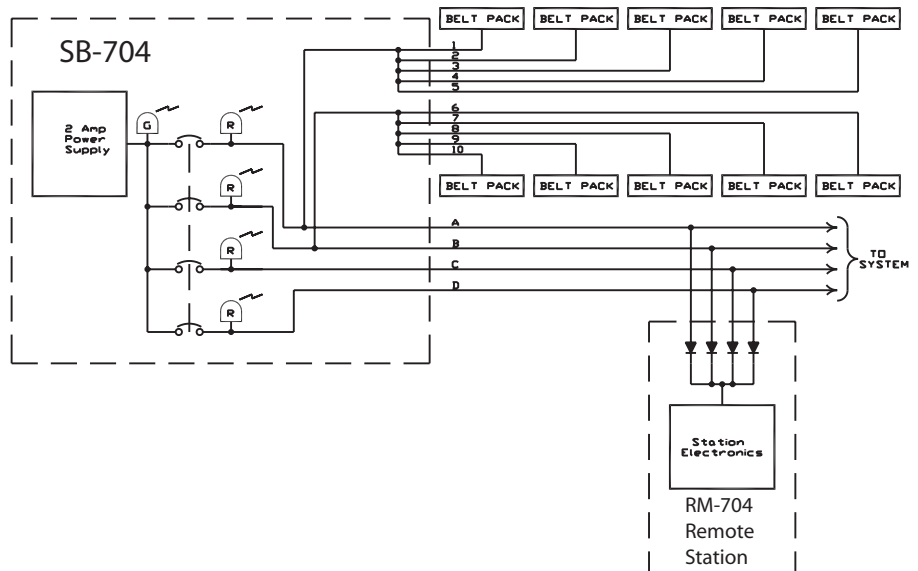 SB-704
2 Amp
Power
Supply
G
R
R
R
R
BELT PACK
BELT PACK
BELT PACK
BELT PACK
BELT PACK
1
2
3
4
5
6
7
8
9
10
BELT PACK
BELT PACK
BELT PACK
BELT PACK
BELT PACK
A
B
C
D
TO
SYSTEM
Station
Electronics
RM-704
Remote
Station